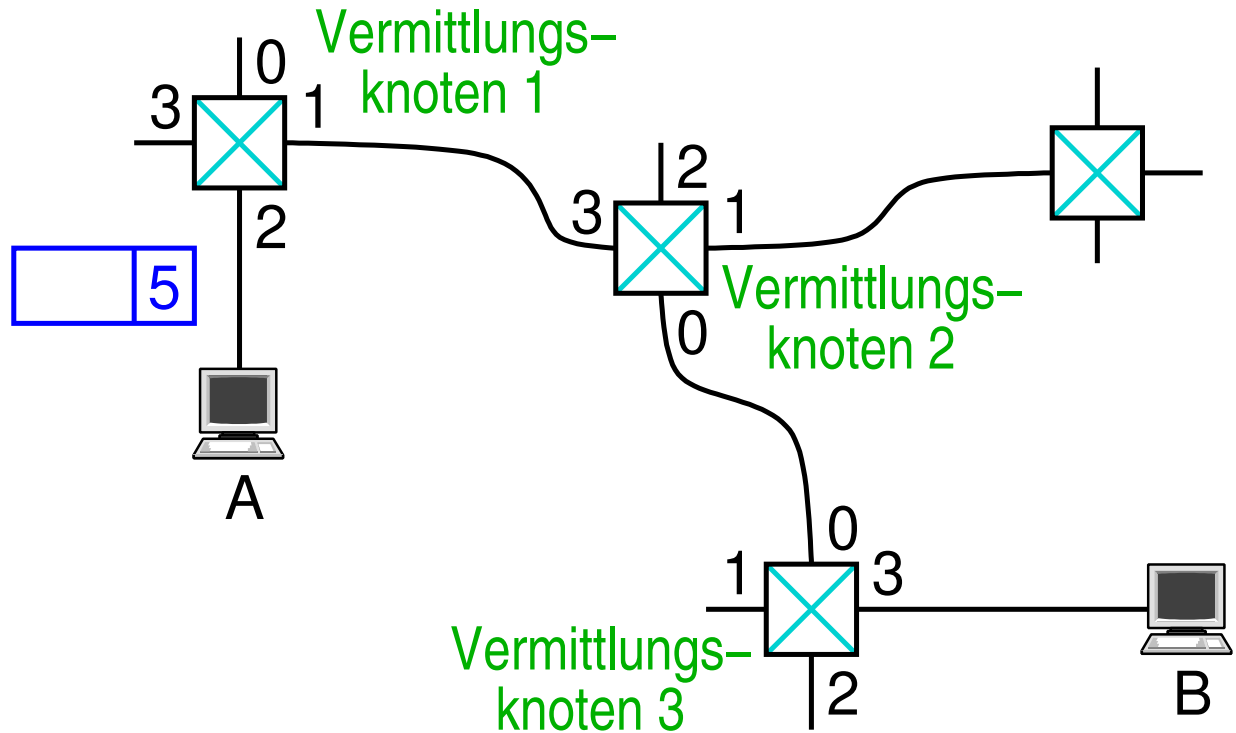 Vermittlungs–
knoten 1
0
3
1
2
5
A
2
3
1
0
Vermittlungs–
knoten 2
0
1
3
2
Vermittlungs–
knoten 3
B